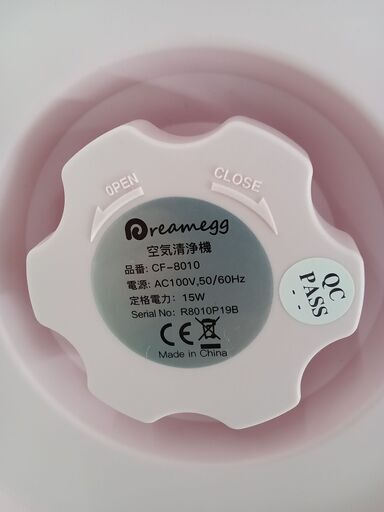 OPEN
CLOSE
Dreamegg
空気清浄機
品番: CF-8010
電源: AC100V,50/60Hz
定格電力: 15W
Serial No: R8010P19B
CE
Made in China
QC
PASS